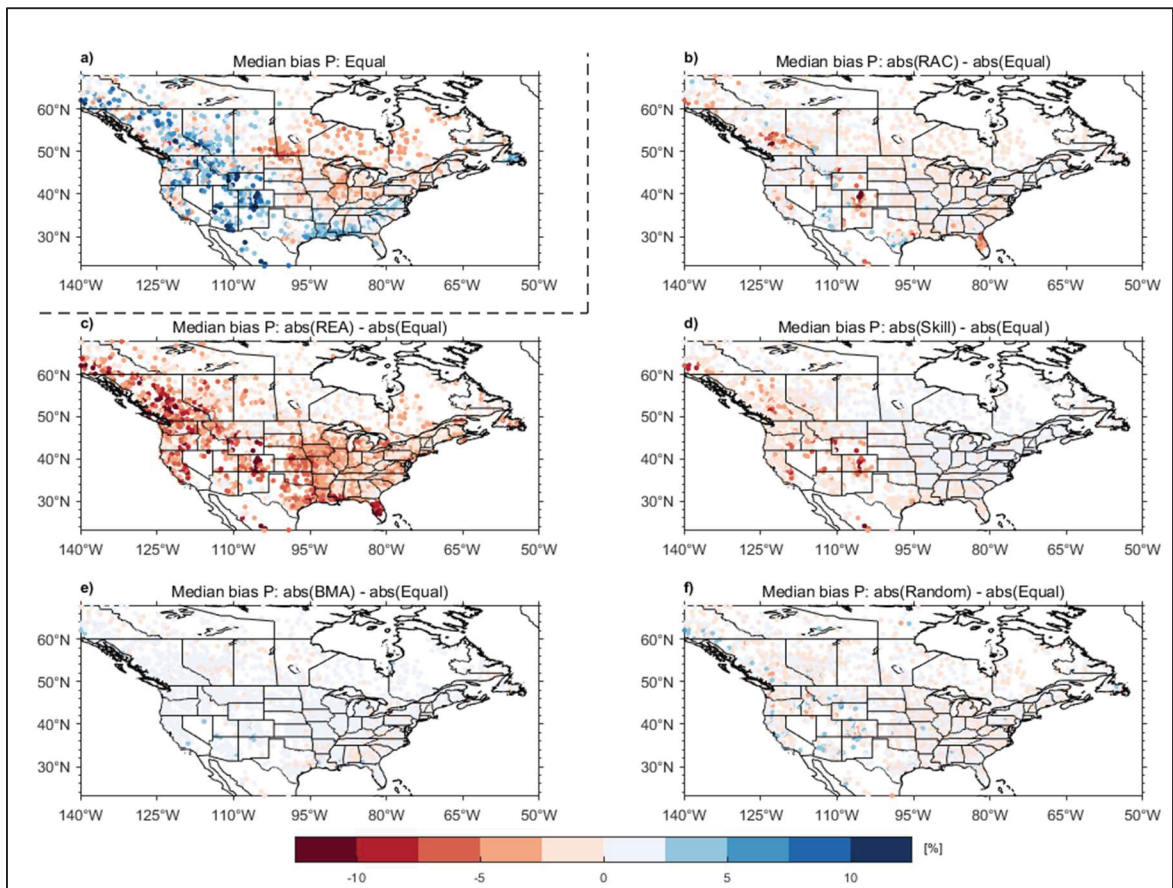 a)
Median bias P: Equal
60°N
50°N
40°N
30°N
140°W 125°W 110°W 95°W 80°W 65°W 50°W
b)
Median bias P: abs(RAC) - abs(Equal)
60°N
50°N
40°N
30°N
140°W 125°W 110°W 95°W 80°W 65°W 50°W
c)
Median bias P: abs(REA) - abs(Equal)
60°N
50°N
40°N
30°N
140°W 125°W 110°W 95°W 80°W 65°W 50°W
d)
Median bias P: abs(Skill) - abs(Equal)
60°N
50°N
40°N
30°N
140°W 125°W 110°W 95°W 80°W 65°W 50°W
e)
Median bias P: abs(BMA) - abs(Equal)
60°N
50°N
40°N
30°N
140°W 125°W 110°W 95°W 80°W 65°W 50°W
f)
Median bias P: abs(Random) - abs(Equal)
60°N
50°N
40°N
30°N
140°W 125°W 110°W 95°W 80°W 65°W 50°W
[%]
-10 -5 0 5 10